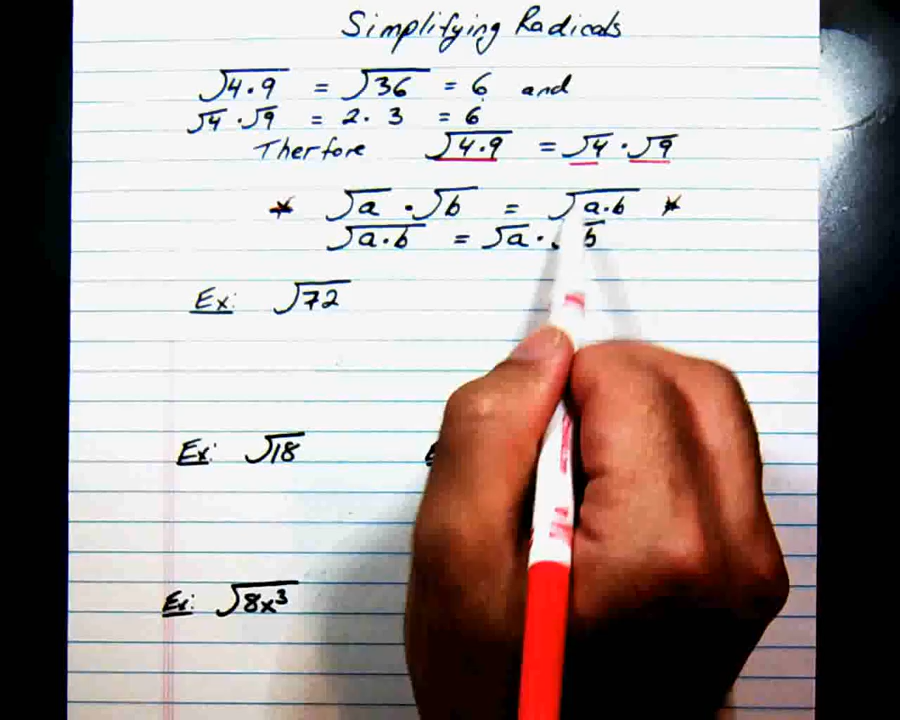 Simplifying Radicals
√4·9 = √36 = 6 and
√4 · √9 = 2 · 3 = 6
Therfore √4·9 = √4 · √9
* √a · √b = √a·b *
√a·b = √a · b
Ex: √72
Ex: √18
Ex: √8x³